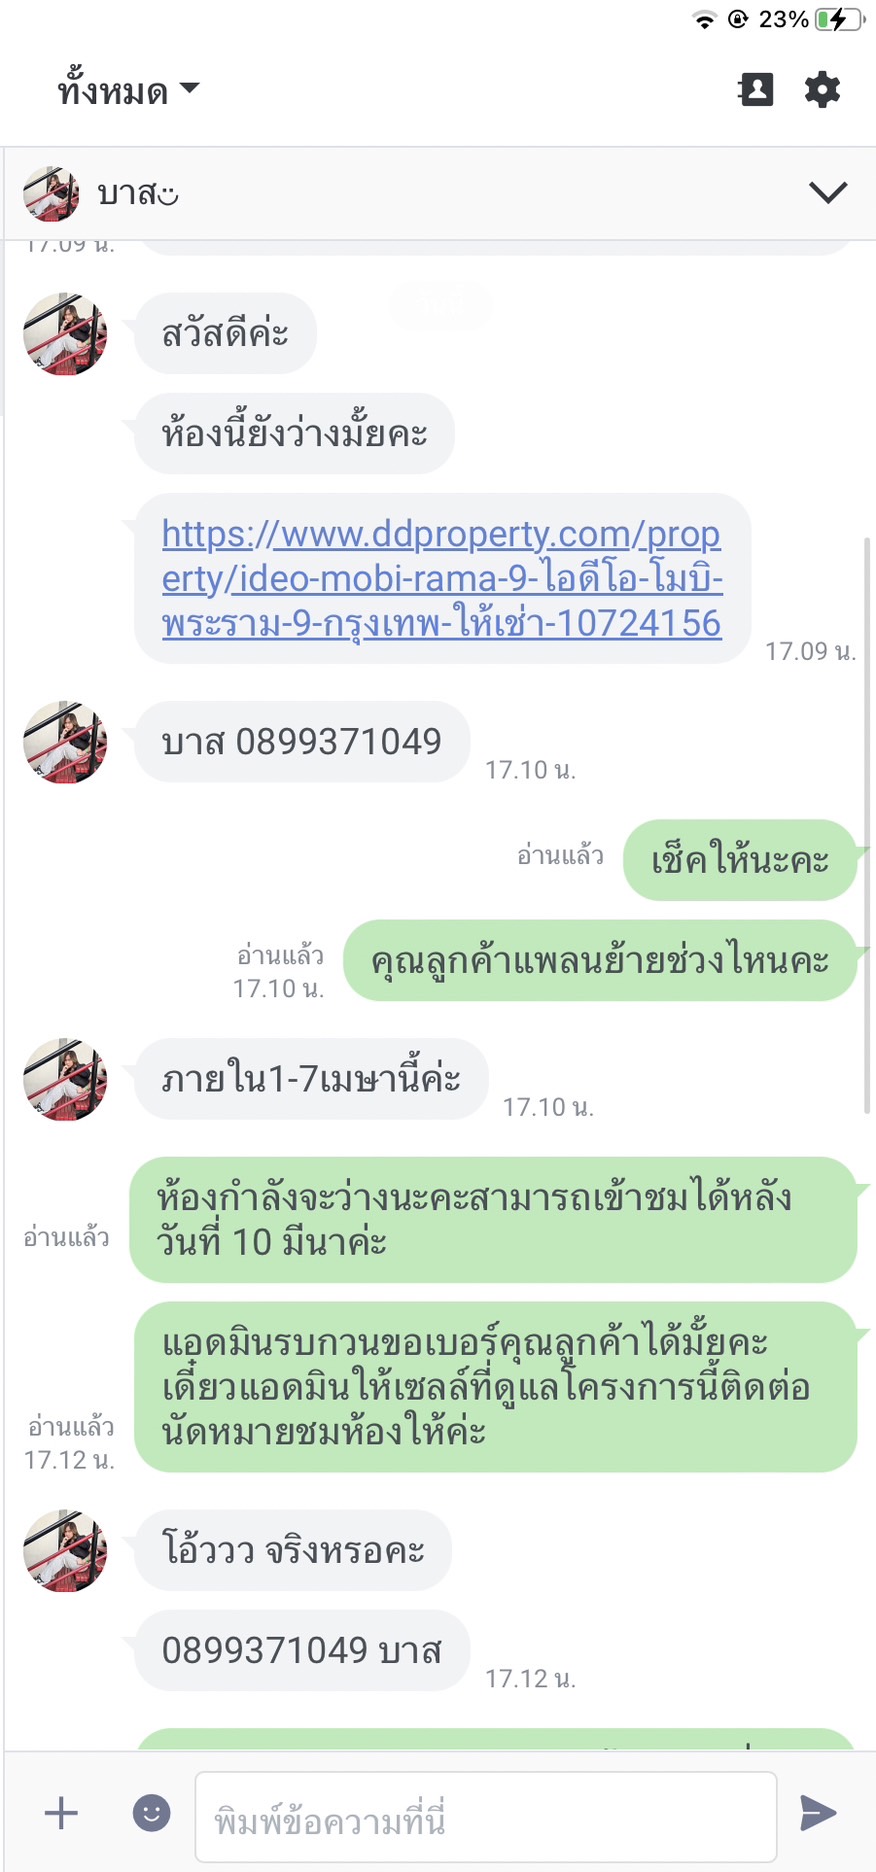 23%
ทั้งหมด
บาส
17.09 น.
สวัสดีค่ะ
ห้องนี้ยังว่างมั้ยคะ
https://www.ddproperty.com/prop
erty/ideo-mobi-rama-9-ไอดีโอ-โมบิ-
พระราม-9-กรุงเทพ-ให้เช่า-10724156
17.09 น.
บาส 0899371049
17.10 น.
อ่านแล้ว
เช็คให้นะคะ
อ่านแล้ว
17.10 น.
คุณลูกค้าแพลนย้ายช่วงไหนคะ
ภายใน1-7เมษานี้ค่ะ
17.10 น.
อ่านแล้ว
ห้องกำลังจะว่างนะคะสามารถเข้าชมได้หลัง
วันที่ 10 มีนาค่ะ
แอดมินรบกวนขอเบอร์คุณลูกค้าได้มั้ยคะ
เดี๋ยวแอดมินให้เซลล์ที่ดูแลโครงการนี้ติดต่อ
นัดหมายชมห้องให้ค่ะ
อ่านแล้ว
17.12 น.
โอ้ววว จริงหรอคะ
0899371049 บาส
17.12 น.
พิมพ์ข้อความที่นี่